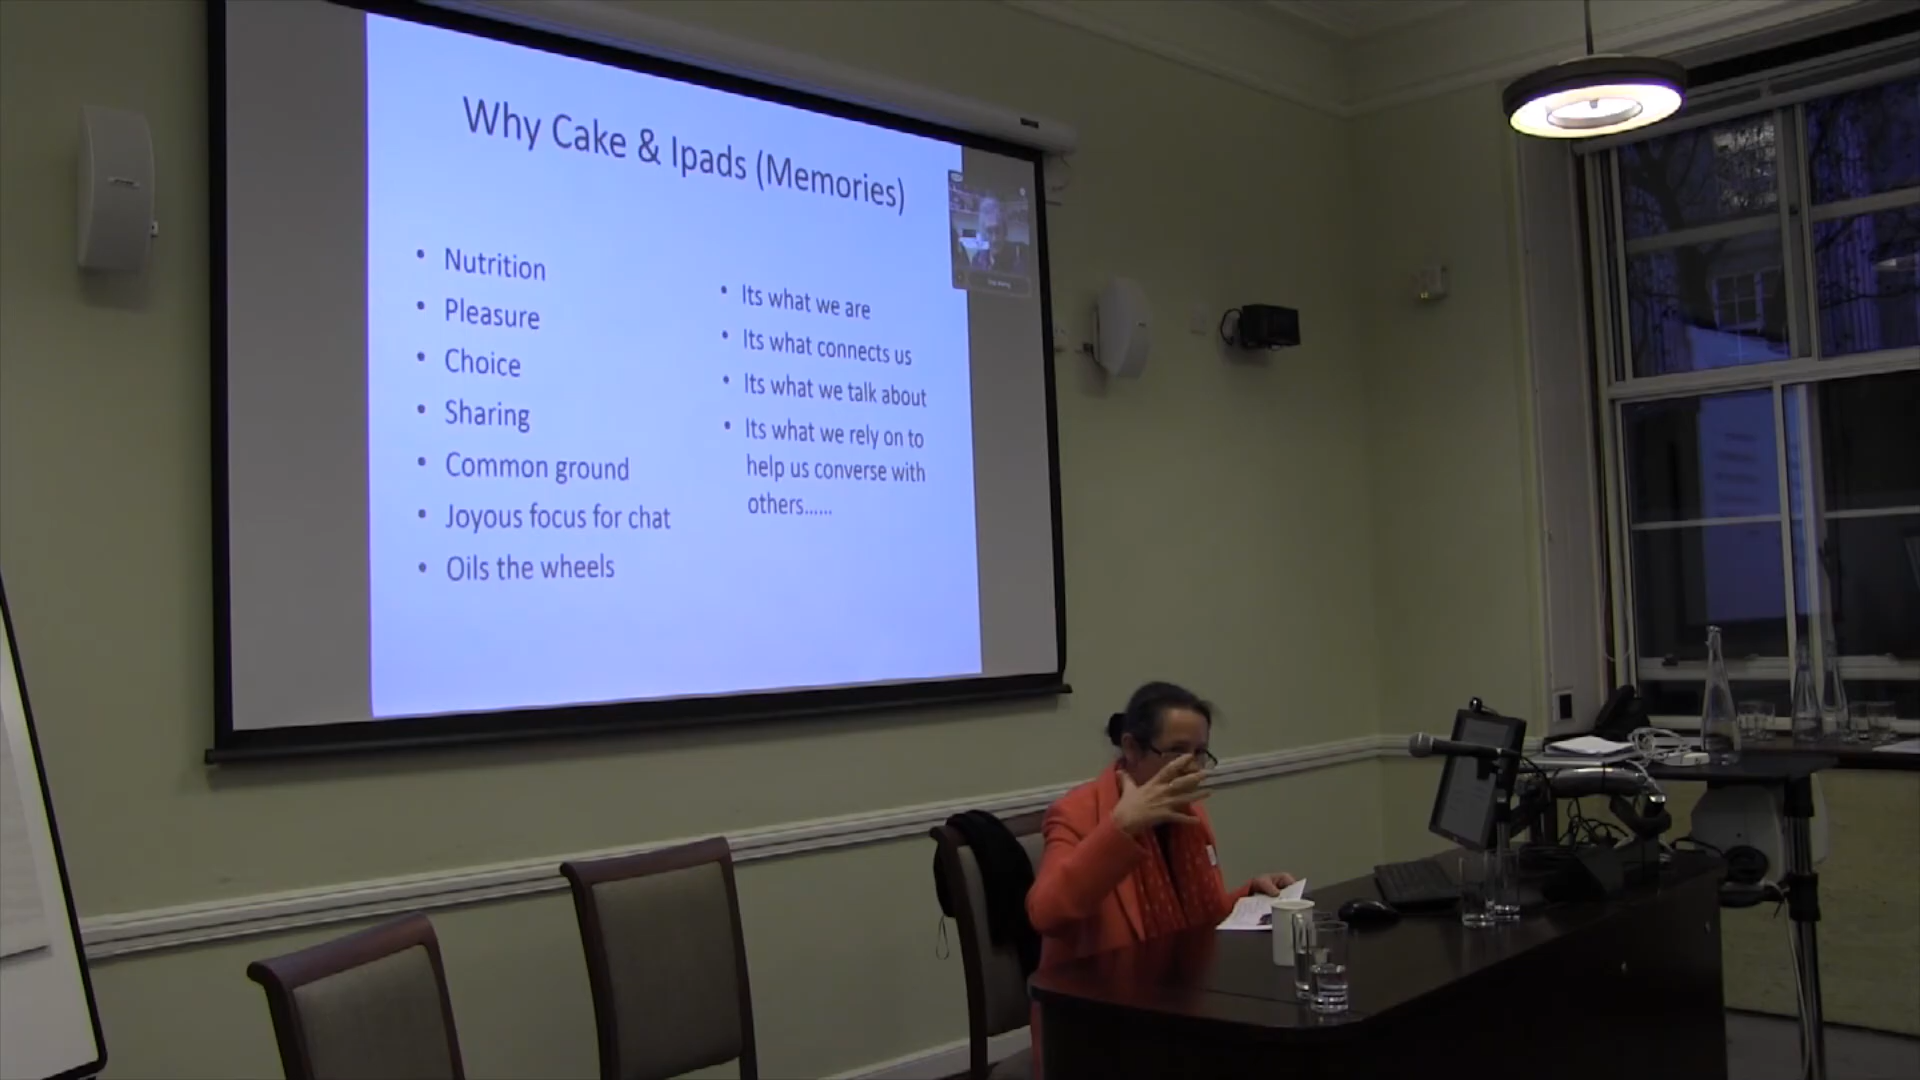 Why Cake & Ipads (Memories)
• Nutrition
• Pleasure
• Choice
• Sharing
• Common ground
• Joyous focus for chat
• Oils the wheels
• Its what we are
• Its what connects us
• Its what we talk about
• Its what we rely on to
help us converse with
others......